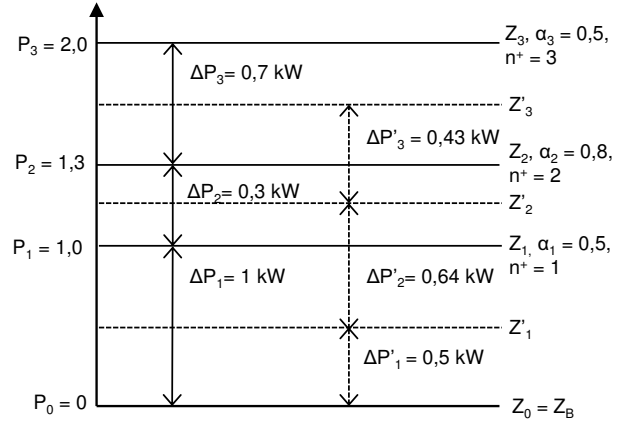 P₃ = 2,0
Z₃, α₃ = 0,5,
n⁺ = 3
ΔP₃= 0,7 kW
Z'₃
ΔP'₃ = 0,43 kW
P₂ = 1,3
Z₂, α₂ = 0,8,
n⁺ = 2
ΔP₂= 0,3 kW
Z'₂
P₁ = 1,0
Z₁, α₁ = 0,5,
n⁺ = 1
ΔP₁= 1 kW
ΔP'₂= 0,64 kW
Z'₁
ΔP'₁= 0,5 kW
P₀ = 0
Z₀ = Z_B